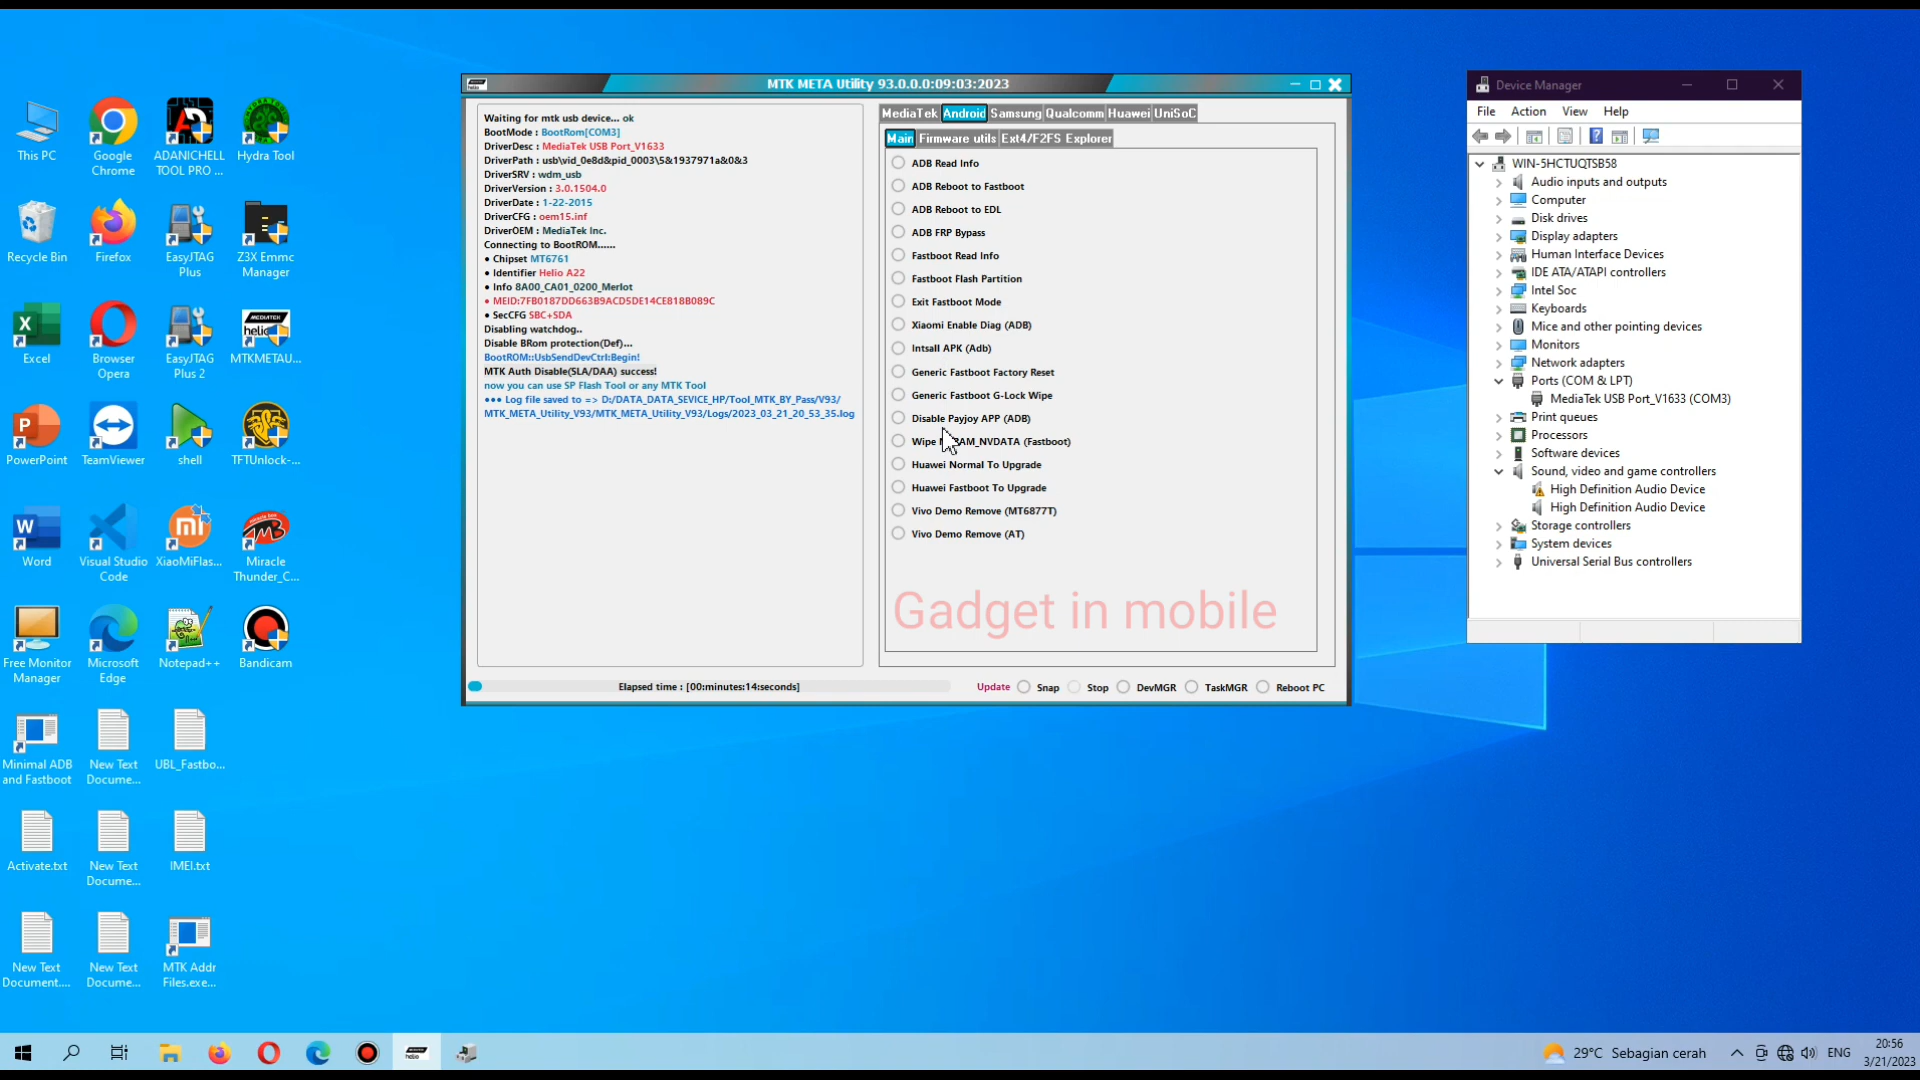 This PC
Google
Chrome
ADANICHELL
TOOL PRO ...
Hydra Tool
Recycle Bin
Firefox
EasyJTAG
Plus
Z3X Emmc
Manager
Excel
Browser
Opera
EasyJTAG
Plus 2
MTKMETAU...
PowerPoint
TeamViewer
shell
TFTUnlock-...
Word
Visual Studio
Code
XiaoMiFlas...
Miracle
Thunder_C...
Free Monitor
Manager
Microsoft
Edge
Notepad++
Bandicam
Minimal ADB
and Fastboot
New Text
Docume...
UBL_Fastbo...
Activate.txt
New Text
Docume...
IMEI.txt
New Text
Document....
New Text
Docume...
MTK Addr
Files.exe...
MTK META Utility 93.0.0.0:09:03:2023
Waiting for mtk usb device... ok
BootMode : BootRom[COM3]
DriverDesc : MediaTek USB Port_V1633
DriverPath : usb\vid_0e8d&pid_0003\5&1937971a&0&3
DriverSRV : wdm_usb
DriverVersion : 3.0.1504.0
DriverDate : 1-22-2015
DriverCFG : oem15.inf
DriverOEM : MediaTek Inc.
Connecting to BootROM......
• Chipset MT6761
• Identifier Helio A22
• Info 8A00_CA01_0200_Merlot
• MEID:7FB0187DD663B9ACD5DE14CE818B089C
• SecCFG SBC+SDA
Disabling watchdog..
Disable BRom protection(Def)...
BootROM::UsbSendDevCtrl:Begin!
MTK Auth Disable(SLA/DAA) success!
now you can use SP Flash Tool or any MTK Tool
••• Log file saved to => D:/DATA_DATA_SEVICE_HP/Tool_MTK_BY_Pass/V93/
MTK_META_Utility_V93/MTK_META_Utility_V93/Logs/2023_03_21_20_53_35.log
MediaTek Android Samsung Qualcomm Huawei UniSoC
Main Firmware utils Ext4/F2FS Explorer
ADB Read Info
ADB Reboot to Fastboot
ADB Reboot to EDL
ADB FRP Bypass
Fastboot Read Info
Fastboot Flash Partition
Exit Fastboot Mode
Xiaomi Enable Diag (ADB)
Intsall APK (Adb)
Generic Fastboot Factory Reset
Generic Fastboot G-Lock Wipe
Disable Payjoy APP (ADB)
Wipe (Fastboot)
Huawei Normal To Upgrade
Huawei Fastboot To Upgrade
Vivo Demo Remove (MT6877T)
Vivo Demo Remove (AT)
Gadget in mobile
Elapsed time : [00:minutes:14:seconds]
Update Snap Stop DevMGR TaskMGR Reboot PC
Device Manager
File Action View Help
WIN-5HCTUQTSB58
Audio inputs and outputs
Computer
Disk drives
Display adapters
Human Interface Devices
IDE ATA/ATAPI controllers
Intel Soc
Keyboards
Mice and other pointing devices
Monitors
Network adapters
Ports (COM & LPT)
MediaTek USB Port_V1633 (COM3)
Print queues
Processors
Software devices
Sound, video and game controllers
High Definition Audio Device
High Definition Audio Device
Storage controllers
System devices
Universal Serial Bus controllers
29°C Sebagian cerah
ENG
20:56
3/21/2023